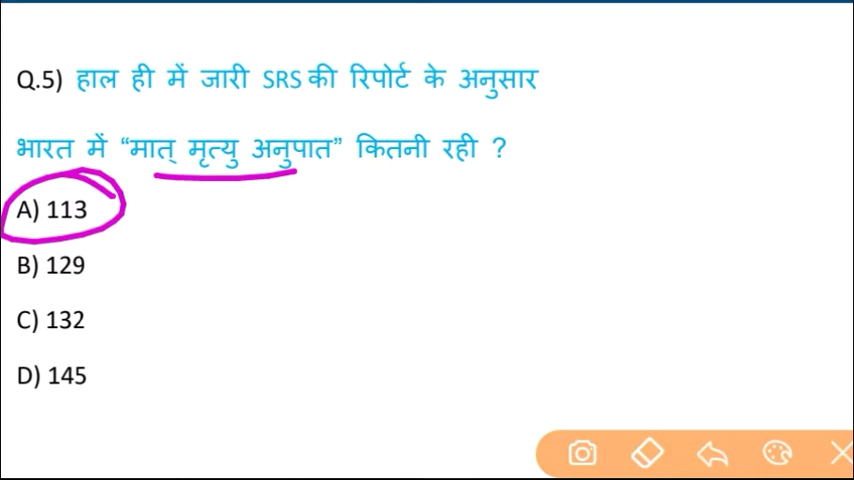 Q.5) हाल ही में जारी SRS की रिपोर्ट के अनुसार
भारत में “मात् मृत्यु अनुपात” कितनी रही ?
A) 113
B) 129
C) 132
D) 145